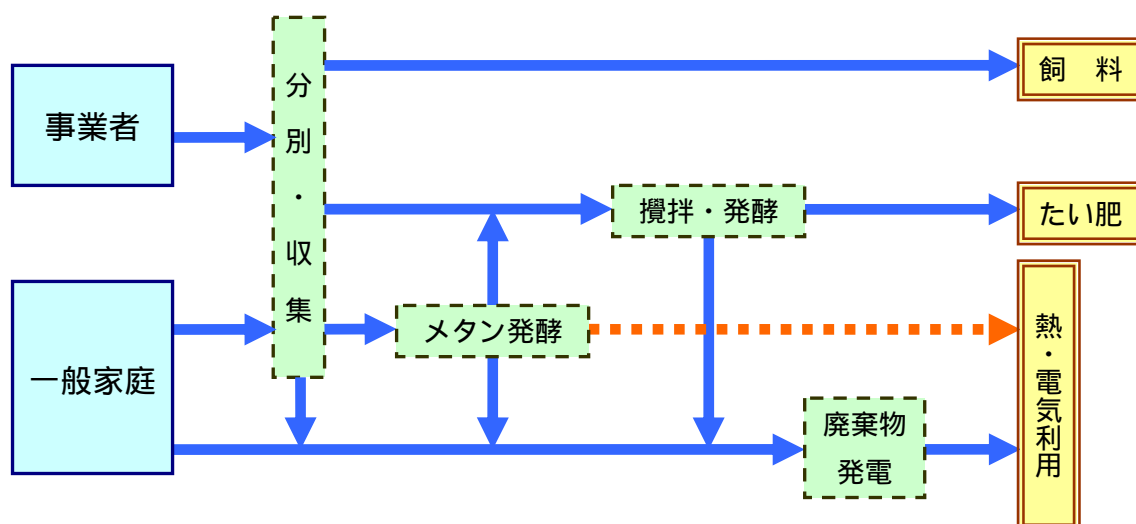 事業者
一般家庭
分別・収集
メタン発酵
攪拌・発酵
廃棄物
発電
飼　料
たい肥
熱・電気利用